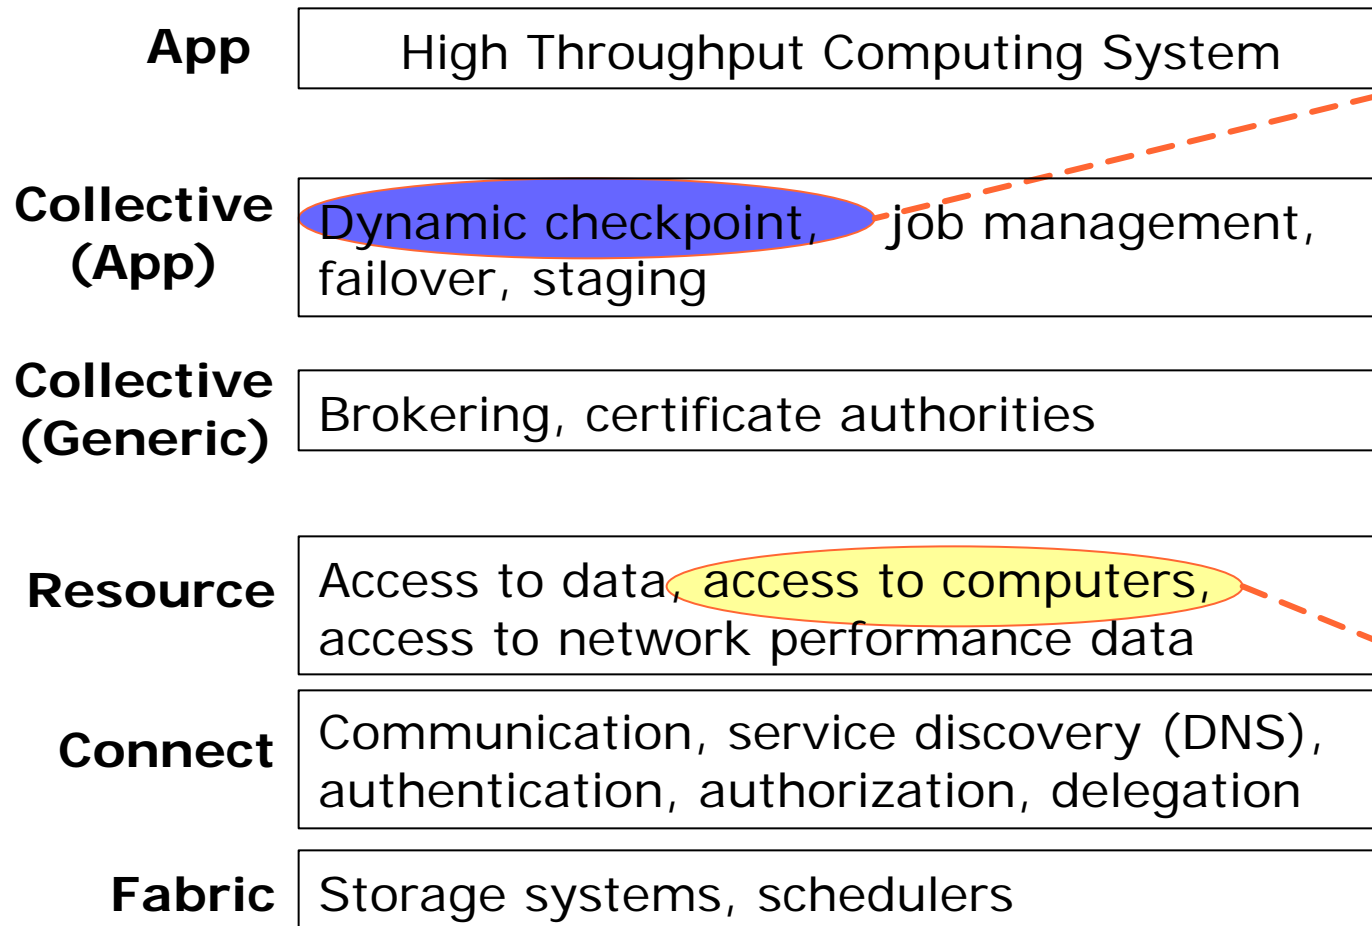 App
High Throughput Computing System
Collective
(App)
Dynamic checkpoint, job management,
failover, staging
Collective
(Generic)
Brokering, certificate authorities
Resource
Access to data, access to computers,
access to network performance data
Connect
Communication, service discovery (DNS),
authentication, authorization, delegation
Fabric
Storage systems, schedulers